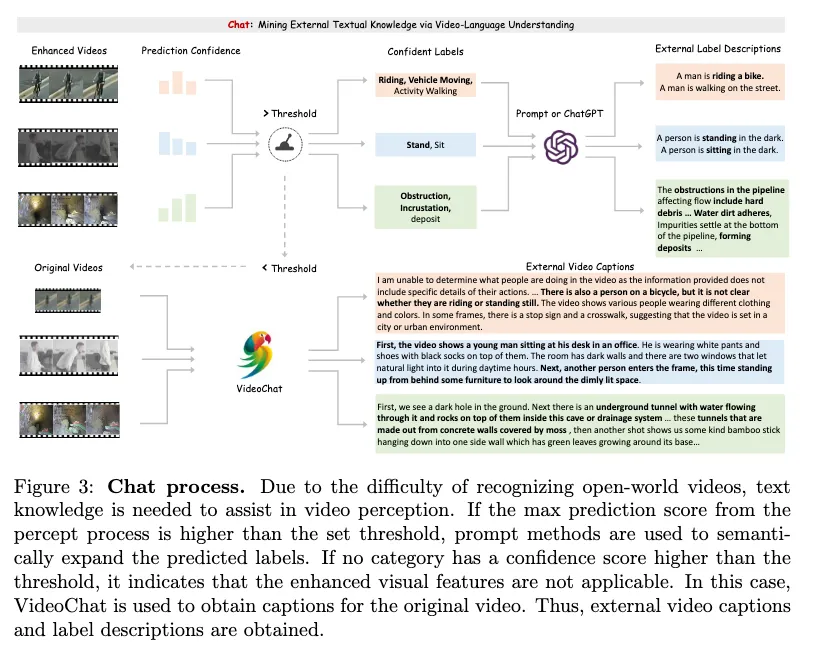 Chat: Mining External Textual Knowledge via Video-Language Understanding
Enhanced Videos
Prediction Confidence
Confident Labels
External Label Descriptions
Riding, Vehicle Moving,
Activity Walking
A man is riding a bike.
A man is walking on the street.
> Threshold
Prompt or ChatGPT
Stand, Sit
A person is standing in the dark.
A person is sitting in the dark.
Obstruction,
Incrustation,
deposit
The obstructions in the pipeline
affecting flow include hard
debris ... Water dirt adheres,
Impurities settle at the bottom
of the pipeline, forming
deposits ...
Original Videos
< Threshold
External Video Captions
I am unable to determine what people are doing in the video as the information provided does not
include specific details of their actions. ... There is also a person on a bicycle, but it is not clear
whether they are riding or standing still. The video shows various people wearing different clothing
and colors. In some frames, there is a stop sign and a crosswalk, suggesting that the video is set in a
city or urban environment.
First, the video shows a young man sitting at his desk in an office. He is wearing white pants and
shoes with black socks on top of them. The room has dark walls and there are two windows that let
natural light into it during daytime hours. Next, another person enters the frame, this time standing
up from behind some furniture to look around the dimly lit space.
VideoChat
First, we see a dark hole in the ground. Next there is an underground tunnel with water flowing
through it and rocks on top of them inside this cave or drainage system ... these tunnels that are
made out from concrete walls covered by moss , then another shot shows us some kind bamboo stick
hanging down into one side wall which has green leaves growing around its base...
Figure 3: Chat process. Due to the difficulty of recognizing open-world videos, text
knowledge is needed to assist in video perception. If the max prediction score from the
percept process is higher than the set threshold, prompt methods are used to semanti-
cally expand the predicted labels. If no category has a confidence score higher than the
threshold, it indicates that the enhanced visual features are not applicable. In this case,
VideoChat is used to obtain captions for the original video. Thus, external video captions
and label descriptions are obtained.